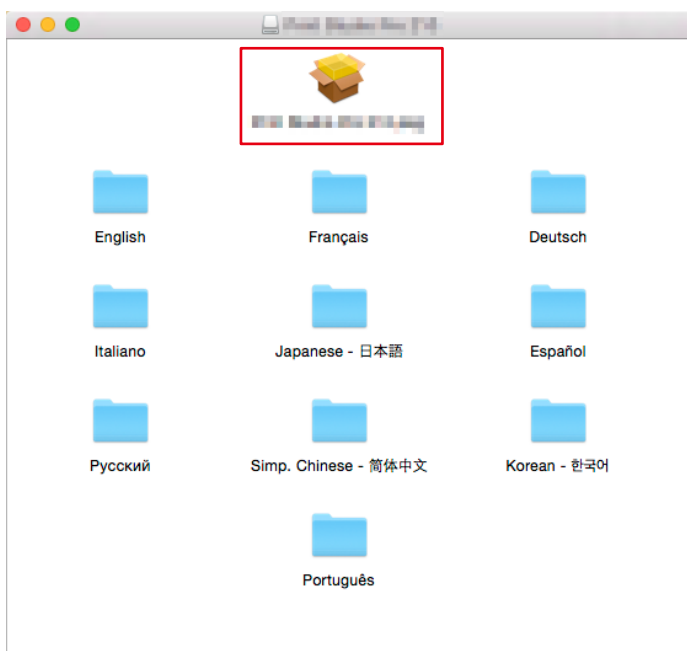 English
Français
Deutsch
Italiano
Japanese - 日本語
Español
Русский
Simp. Chinese - 简体中文
Korean - 한국어
Português